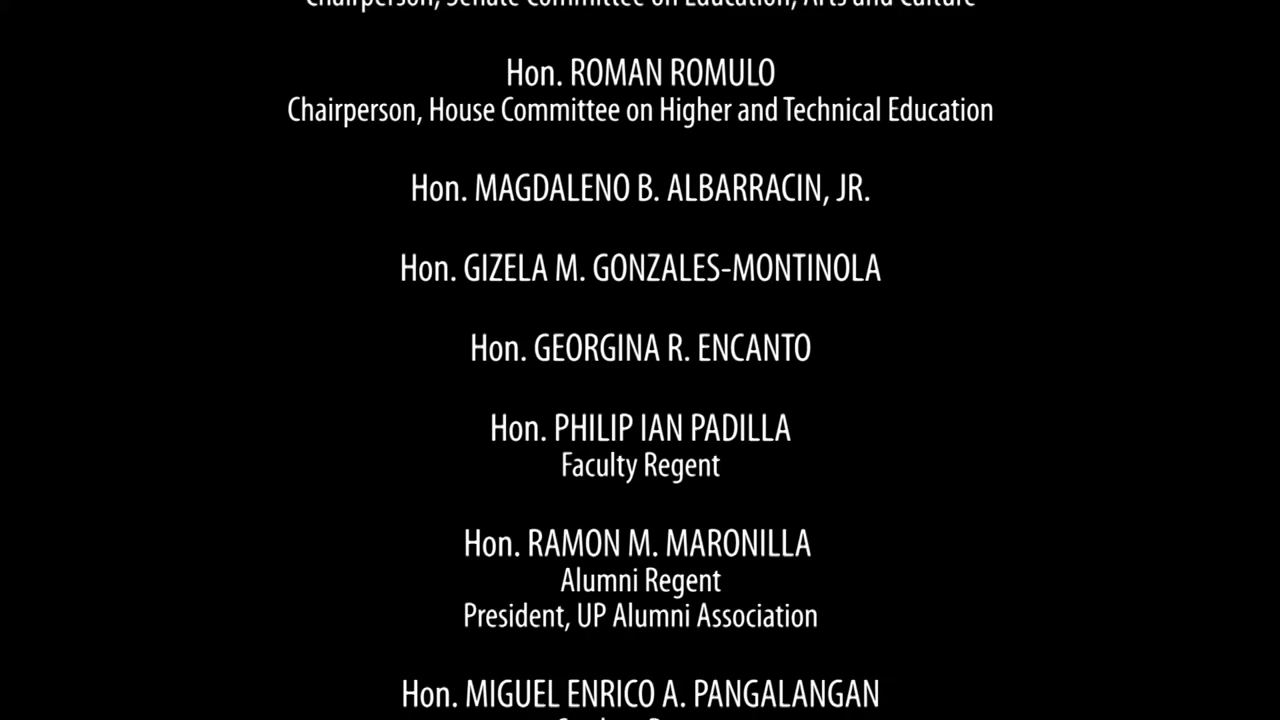 Chairperson, Senate Committee on Education, Arts and Culture
Hon. ROMAN ROMULO
Chairperson, House Committee on Higher and Technical Education
Hon. MAGDALENO B. ALBARRACIN, JR.
Hon. GIZELA M. GONZALES-MONTINOLA
Hon. GEORGINA R. ENCANTO
Hon. PHILIP IAN PADILLA
Faculty Regent
Hon. RAMON M. MARONILLA
Alumni Regent
President, UP Alumni Association
Hon. MIGUEL ENRICO A. PANGALANGAN